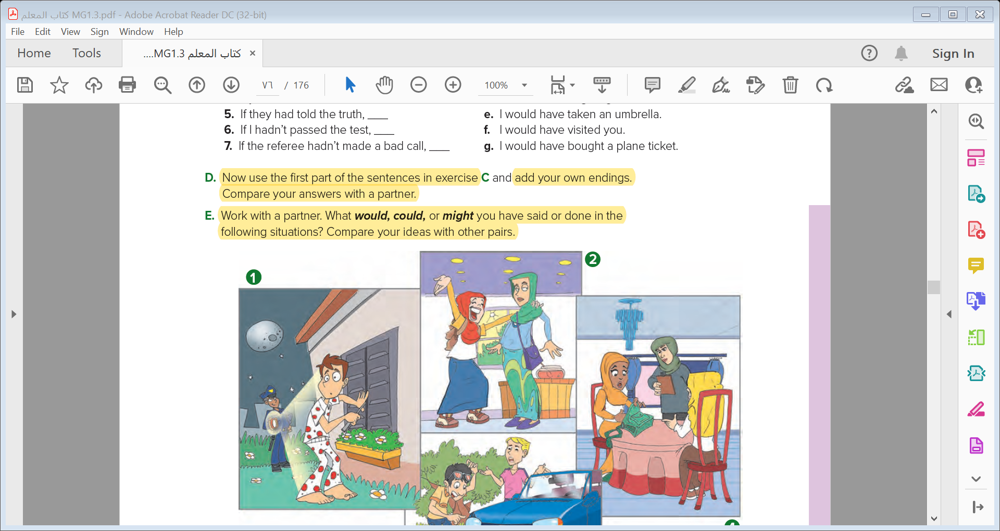 كتاب المعلم MG1.3.pdf - Adobe Acrobat Reader DC (32-bit)
File Edit View Sign Window Help
Home Tools كتاب المعلم MG1.3.... × Sign In
٧٦ / 176 100%
5. If they had told the truth, ____
6. If I hadn’t passed the test, ____
7. If the referee hadn’t made a bad call, ____
e. I would have taken an umbrella.
f. I would have visited you.
g. I would have bought a plane ticket.
D. Now use the first part of the sentences in exercise C and add your own endings.
Compare your answers with a partner.
E. Work with a partner. What would, could, or might you have said or done in the
following situations? Compare your ideas with other pairs.
1
2
4